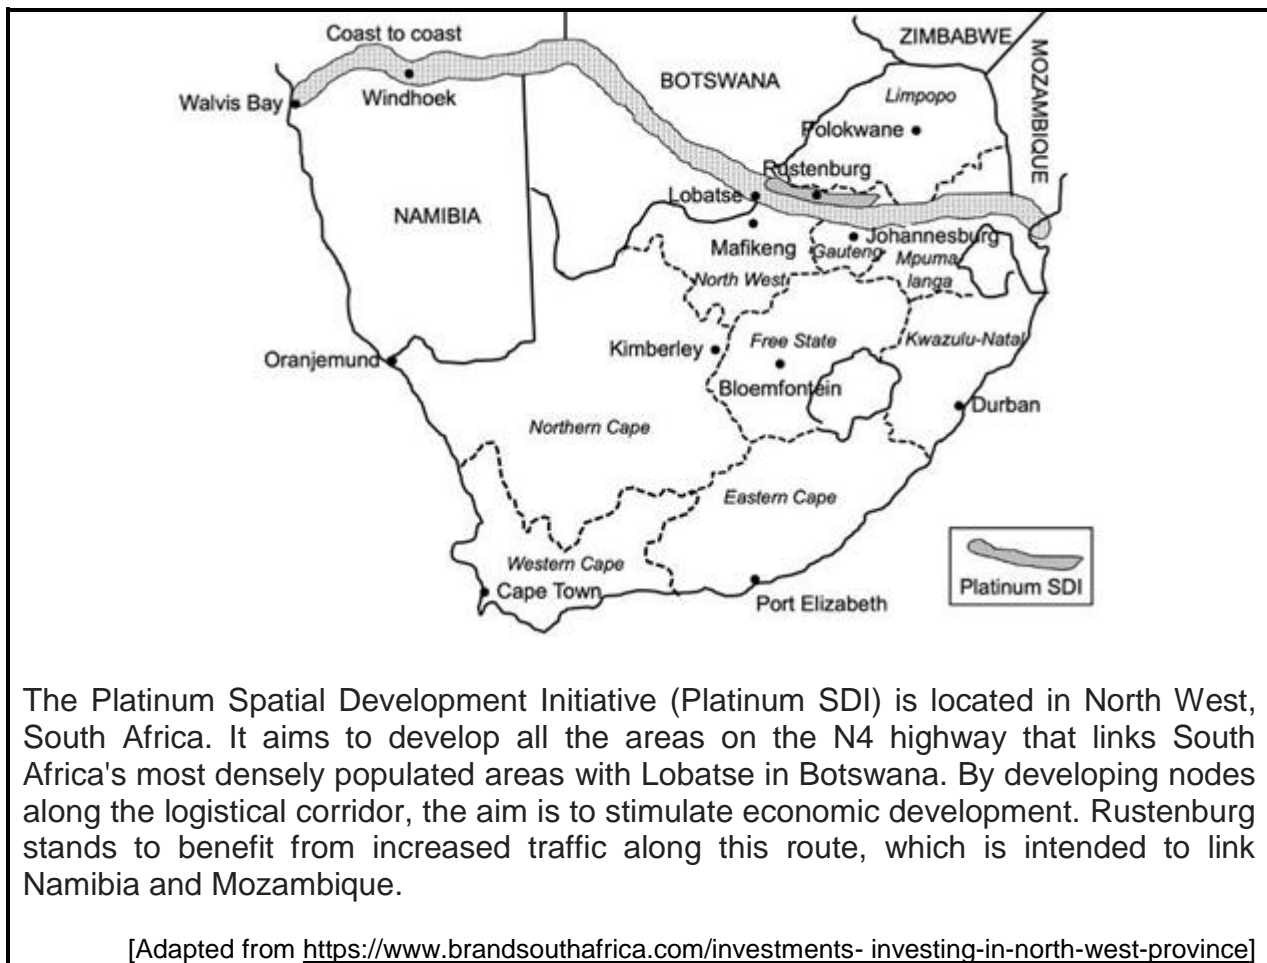 Coast to coast
ZIMBABWE
MOZAMBIQUE
BOTSWANA
Limpopo
Walvis Bay
Windhoek
Polokwane
Rustenburg
Lobatse
NAMIBIA
Mafikeng
Gauteng
Johannesburg
Mpuma
langa
North West
Oranjemund
Kimberley
Free State
Kwazulu-Natal
Bloemfontein
Durban
Northern Cape
Eastern Cape
Western Cape
Cape Town
Port Elizabeth
Platinum SDI
The Platinum Spatial Development Initiative (Platinum SDI) is located in North West,
South Africa. It aims to develop all the areas on the N4 highway that links South
Africa's most densely populated areas with Lobatse in Botswana. By developing nodes
along the logistical corridor, the aim is to stimulate economic development. Rustenburg
stands to benefit from increased traffic along this route, which is intended to link
Namibia and Mozambique.
[Adapted from https://www.brandsouthafrica.com/investments- investing-in-north-west-province]